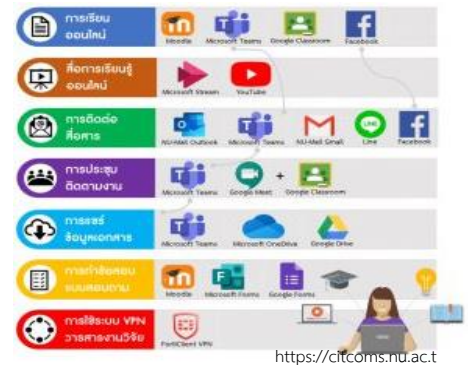 การเรียน
ออนไลน์
Moodle Microsoft Teams Google Classroom Facebook
สื่อการเรียนรู้
ออนไลน์
Microsoft Stream YouTube
การติดต่อ
สื่อสาร
NU-Mail Outlook Microsoft Teams NU-Mail Gmail Line Facebook
การประชุม
ติดตามงาน
Microsoft Teams Google Meet + Google Classroom
การแชร์
ข้อมูลเอกสาร
Microsoft Teams Microsoft OneDrive Google Drive
การทำข้อสอบ
แบบสอบถาม
Moodle Microsoft Forms Google Forms
การใช้ระบบ VPN
วารสารงานวิจัย
FortiClient VPN
https://citcoms.nu.ac.t